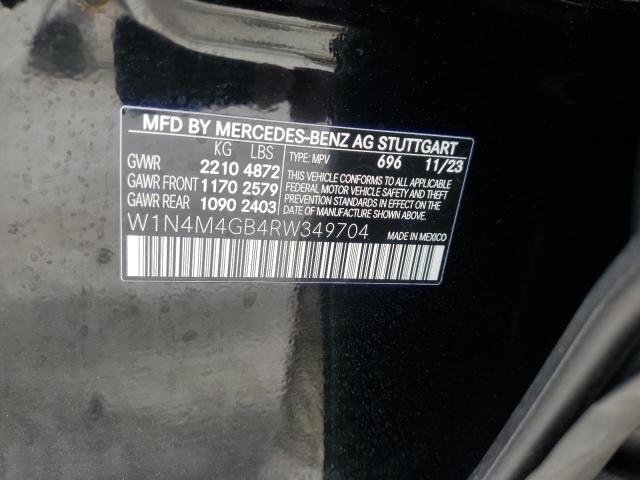 MFD BY MERCEDES-BENZ AG STUTTGART
KG LBS
GVWR 2210 4872
GAWR FRONT 1170 2579
GAWR REAR 1090 2403
TYPE: MPV 696 11/23
THIS VEHICLE CONFORMS TO ALL APPLICABLE
FEDERAL MOTOR VEHICLE SAFETY AND THEFT
PREVENTION STANDARDS IN EFFECT ON THE
DATE OF MANUFACTURE SHOWN ABOVE.
W1N4M4GB4RW349704
MADE IN MEXICO